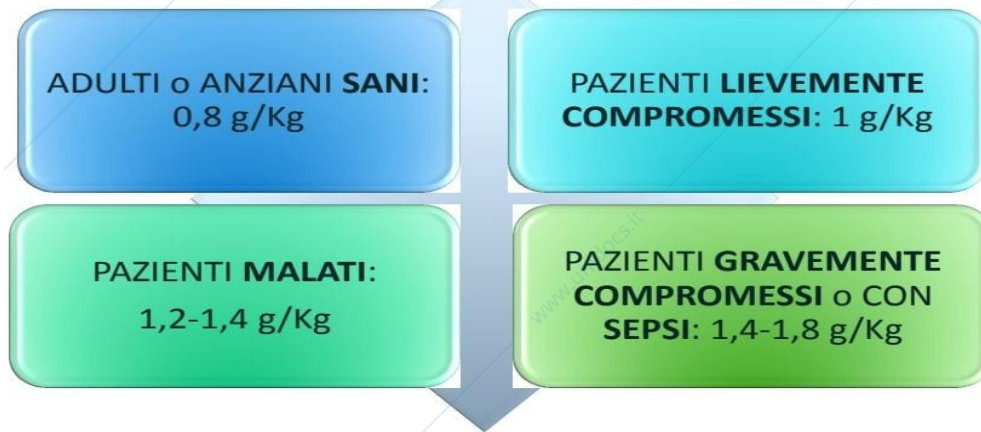 ADULTI o ANZIANI SANI:
0,8 g/Kg
PAZIENTI LIEVEMENTE
COMPROMESSI: 1 g/Kg
PAZIENTI MALATI:
1,2-1,4 g/Kg
PAZIENTI GRAVEMENTE
COMPROMESSI o CON
SEPSI: 1,4-1,8 g/Kg